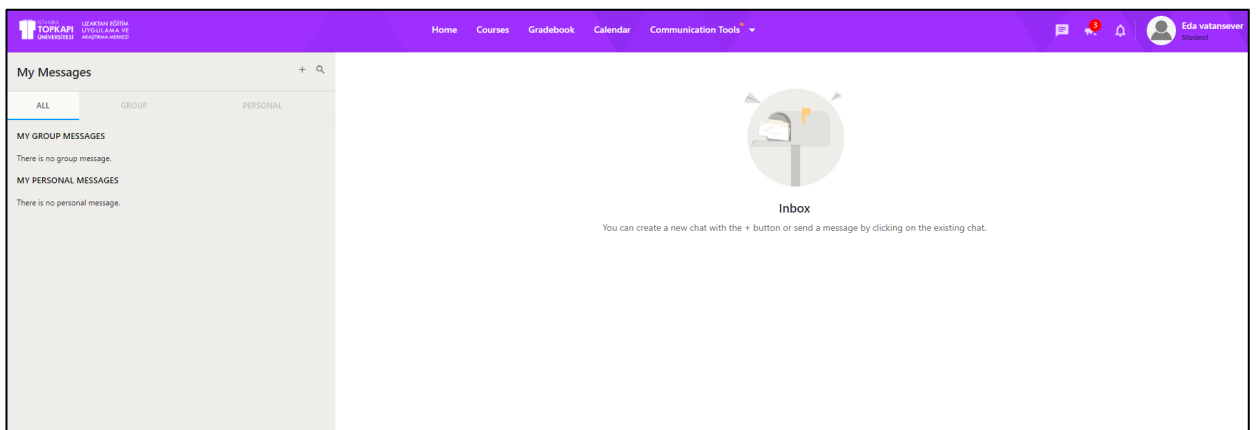 İSTANBUL
TOPKAPI
ÜNİVERSİTESİ
UZAKTAN EĞİTİM
UYGULAMA VE
ARAŞTIRMA MERKEZİ
Home Courses Gradebook Calendar Communication Tools
3
Eda vatansever
Student
My Messages +
ALL GROUP PERSONAL
MY GROUP MESSAGES
There is no group message.
MY PERSONAL MESSAGES
There is no personal message.
Inbox
You can create a new chat with the + button or send a message by clicking on the existing chat.